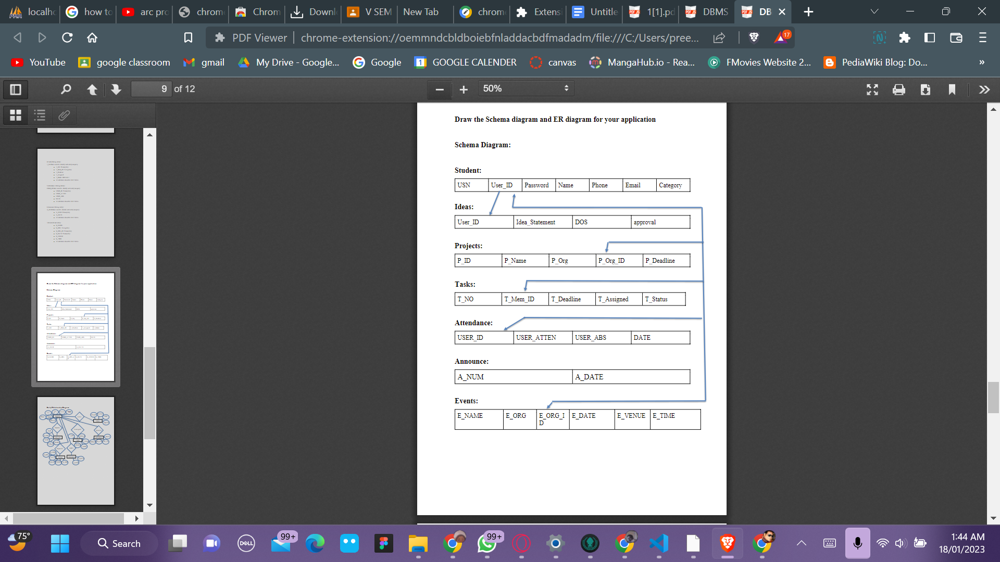 localhc
how to
arc pro
chrom
Chrom
Downl
V SEM
New Tab
chrom
Extensi
Untitle
1[1].pd
DBMS
DB
PDF Viewer
chrome-extension://oemmndcbldboiebfnladdacbdfmadadm/file:///C:/Users/pree...
17
YouTube
google classroom
gmail
My Drive - Google...
Google
GOOGLE CALENDER
canvas
MangaHub.io - Rea...
FMovies Website 2...
PediaWiki Blog: Do...
9 of 12
50%
Draw the Schema diagram and ER diagram for your application
Schema Diagram:
Student:
USN User_ID Password Name Phone Email Category
Ideas:
User_ID Idea_Statement DOS approval
Projects:
P_ID P_Name P_Org P_Org_ID P_Deadline
Tasks:
T_NO T_Mem_ID T_Deadline T_Assigned T_Status
Attendance:
USER_ID USER_ATTEN USER_ABS DATE
Announce:
A_NUM A_DATE
Events:
E_NAME E_ORG E_ORG_I E_DATE E_VENUE E_TIME
D
75°
Search
DELL
99+
99+
1:44 AM
18/01/2023